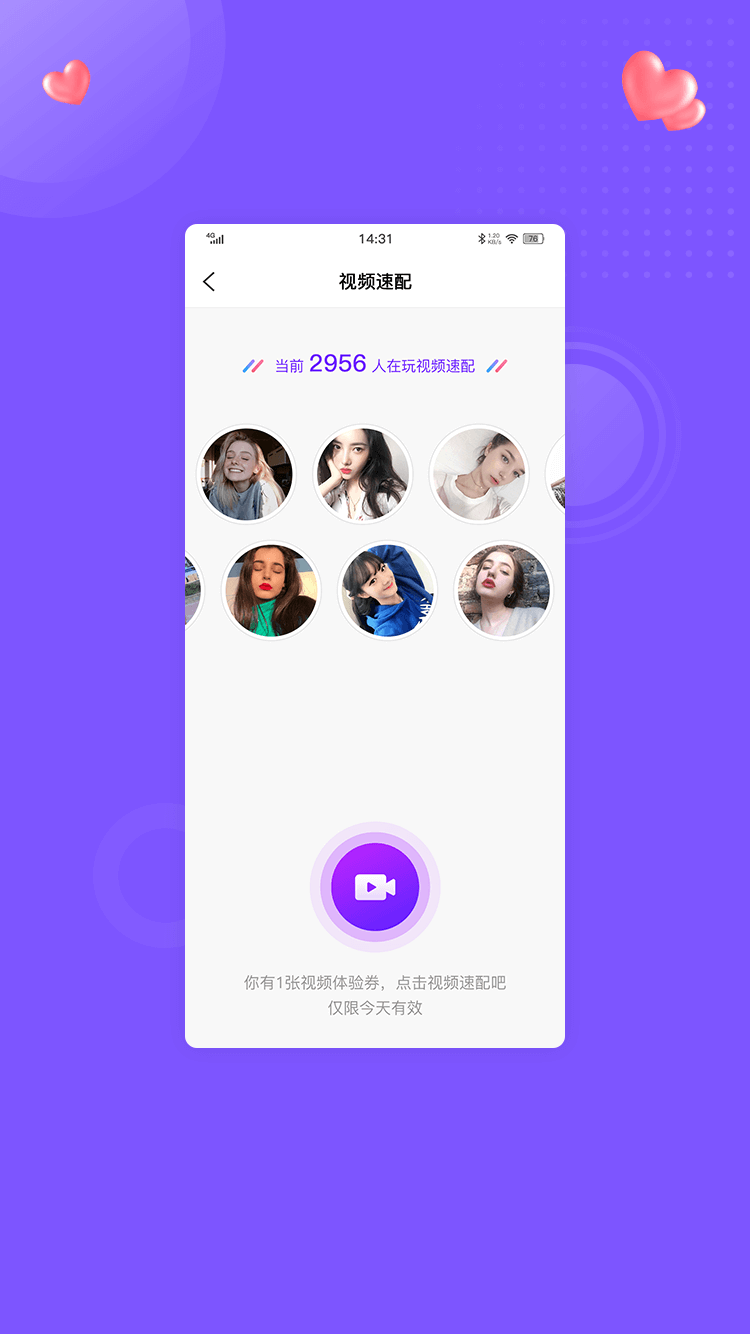 4G 14:31 1.20 KB/s 76
视频速配
当前 2956 人在玩视频速配
你有1张视频体验券，点击视频速配吧
仅限今天有效